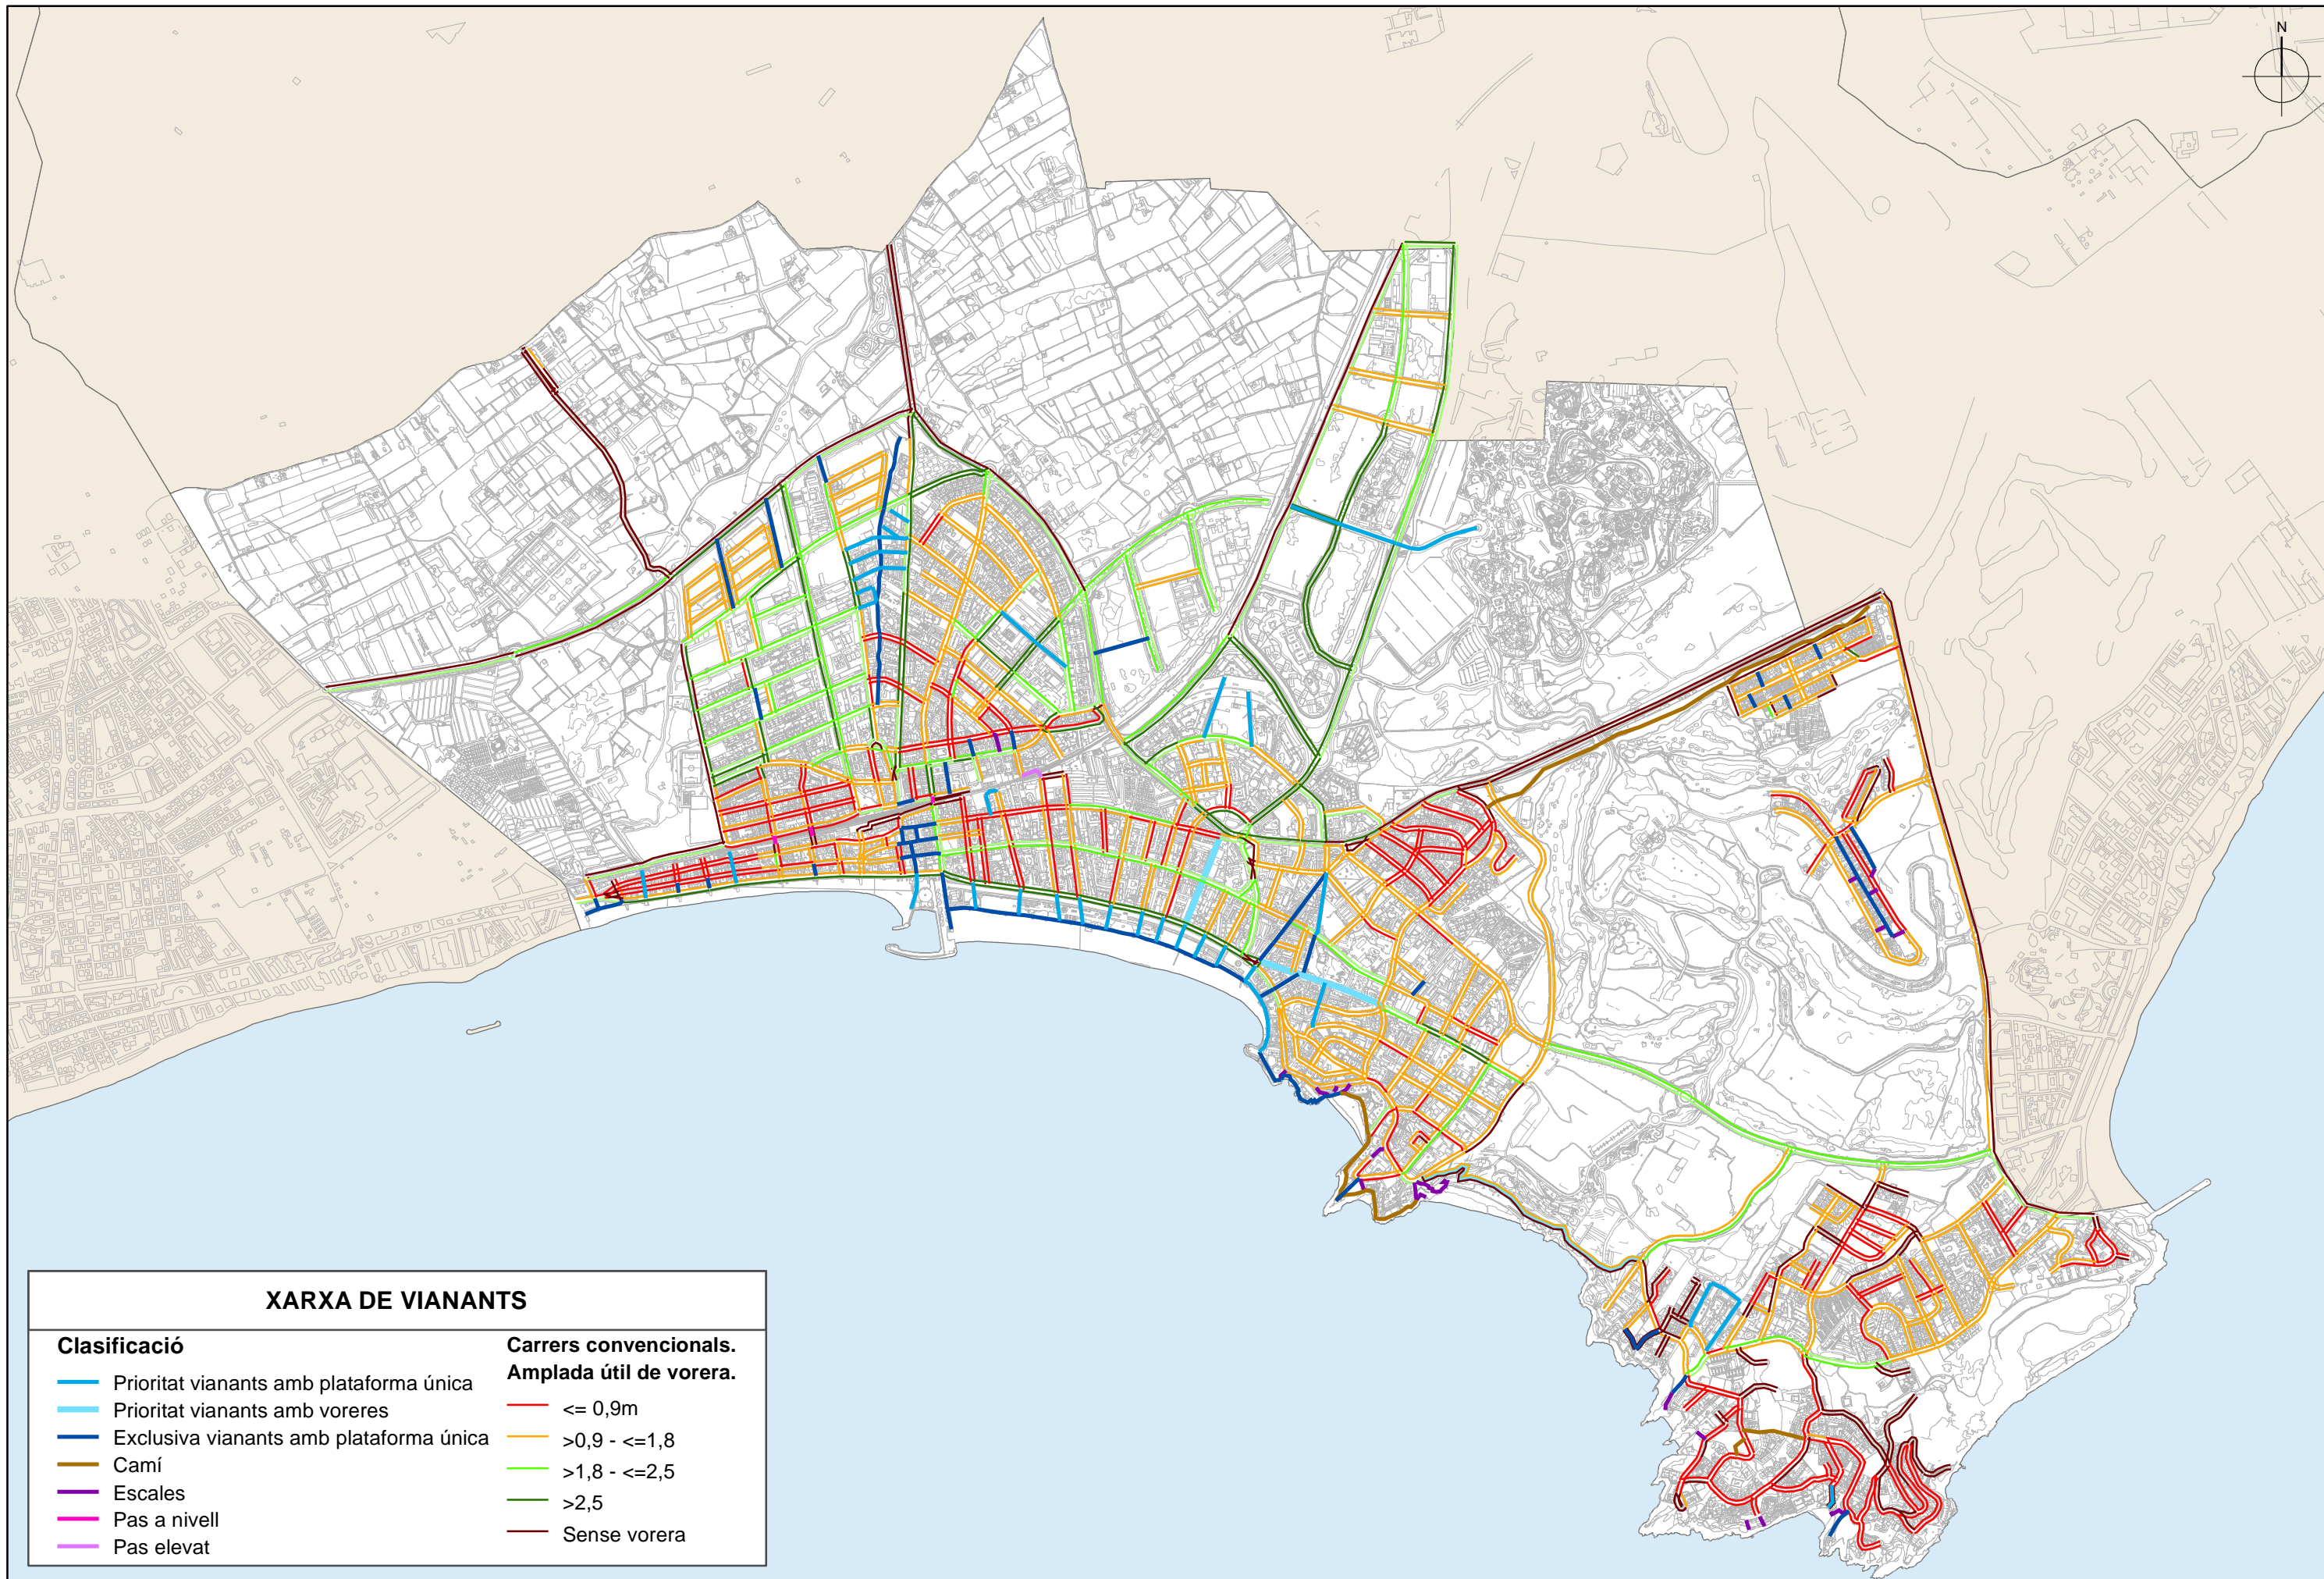 N
XARXA DE VIANANTS
Clasificació
Prioritat vianants amb plataforma única
Prioritat vianants amb voreres
Exclusiva vianants amb plataforma única
Camí
Escales
Pas a nivell
Pas elevat
Carrers convencionals.
Amplada útil de vorera.
<= 0,9m
>0,9 - <=1,8
>1,8 - <=2,5
>2,5
Sense vorera